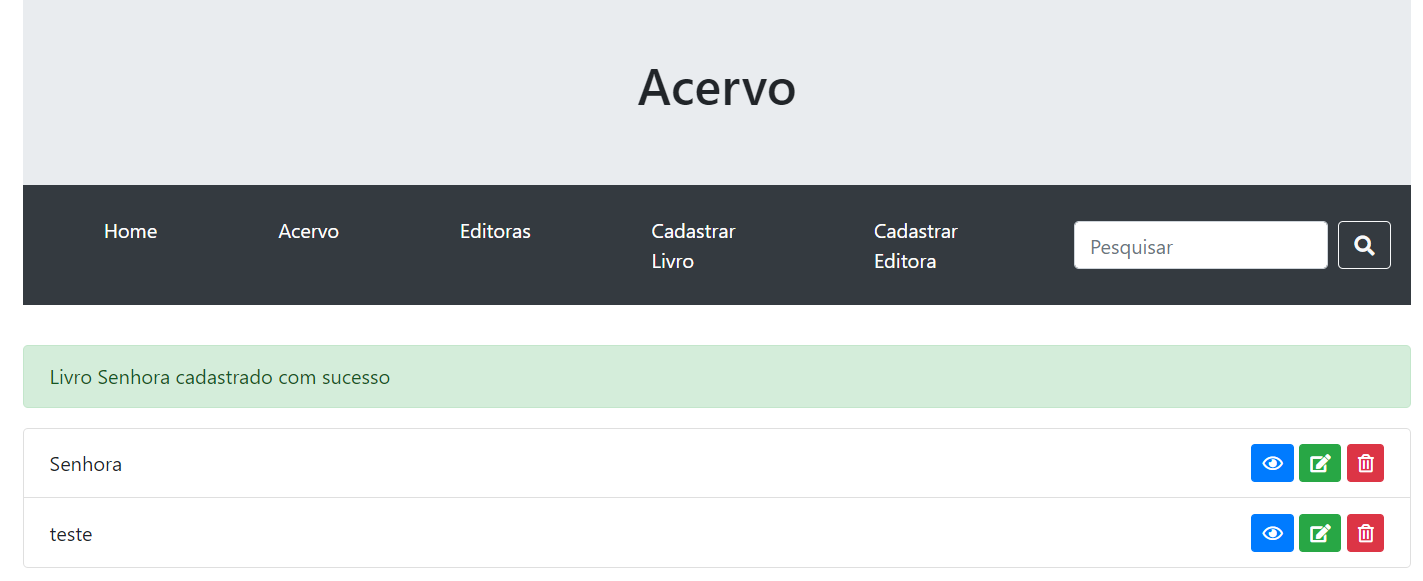 Acervo
Home
Acervo
Editoras
Cadastrar
Livro
Cadastrar
Editora
Pesquisar
Livro Senhora cadastrado com sucesso
Senhora
teste